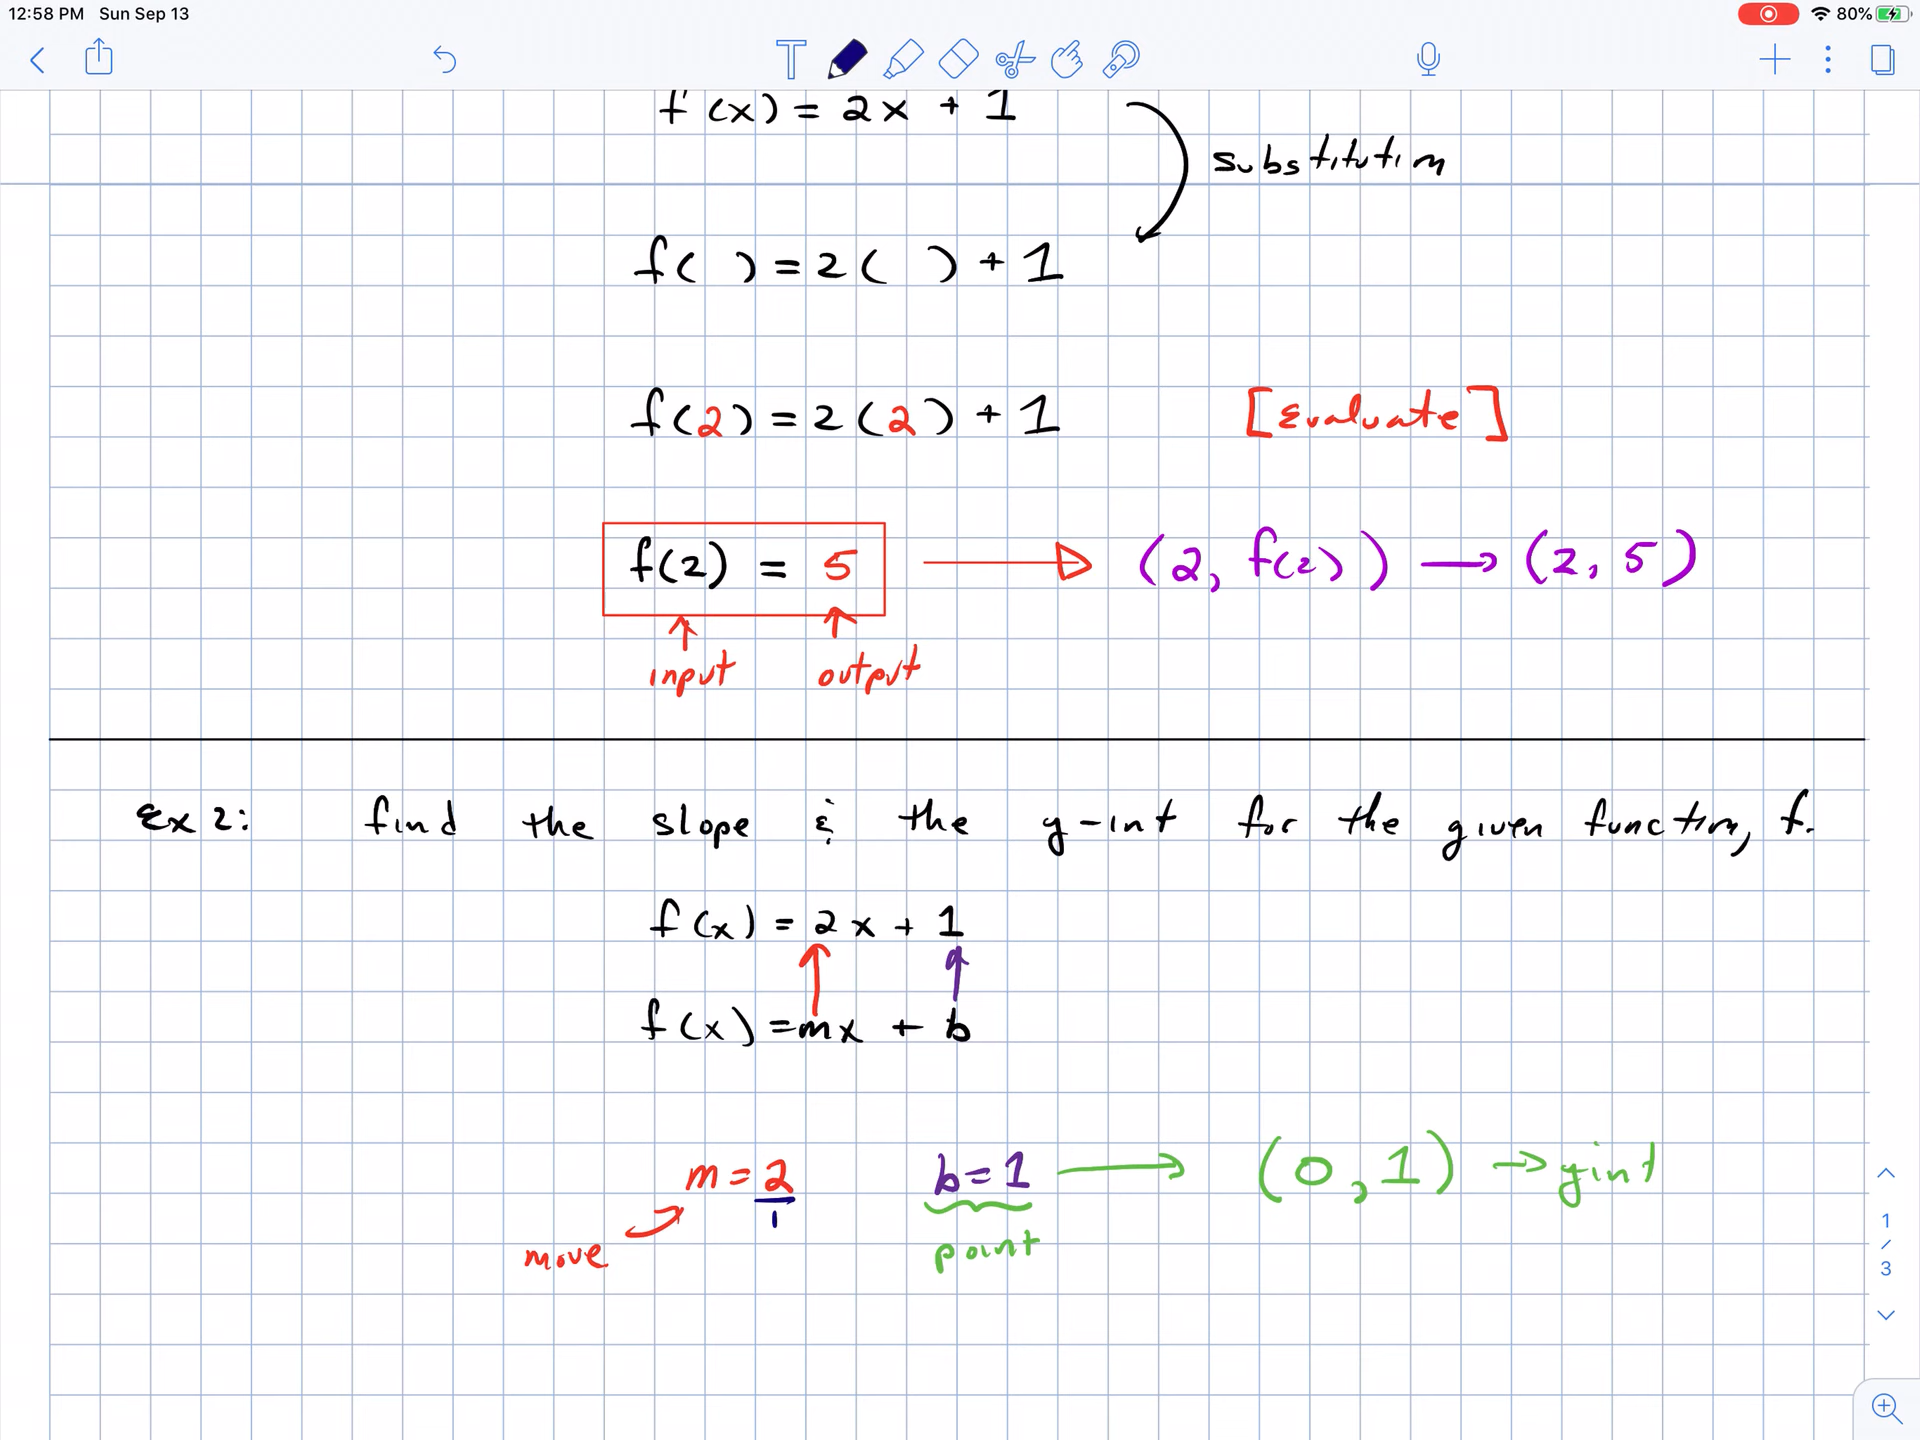 12:58 PM Sun Sep 13
80%
T
f(x) = 2x + 1
substitution
f( ) = 2( ) + 1
f(2) = 2(2) + 1 [Evaluate]
f(2) = 5 → (2, f(2)) → (2, 5)
↑ ↑
input output
Ex 2: find the slope & the y-int for the given function, f.
f(x) = 2x + 1
f(x) = mx + b
m = 2/1 b = 1 → (0, 1) → yint
move point
1
/
3